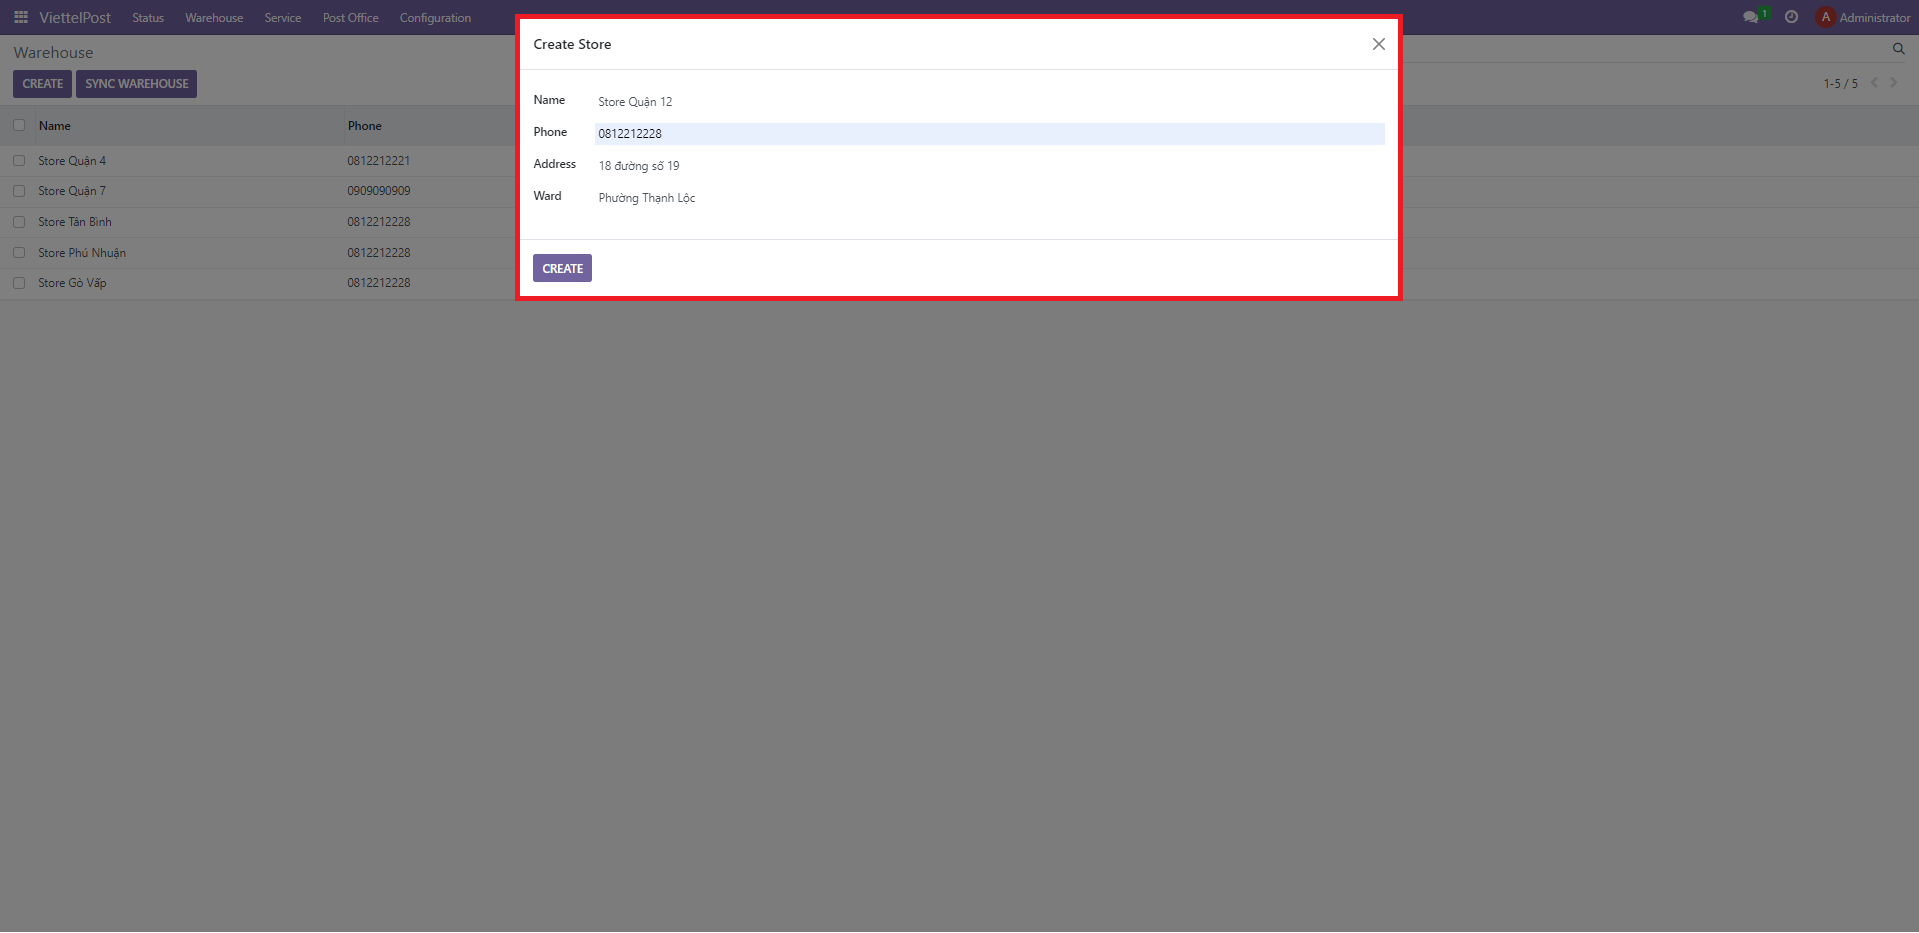 ViettelPost Status Warehouse Service Post Office Configuration 1 A Administrator
Warehouse
CREATE SYNC WAREHOUSE 1-5 / 5
Name Phone
Store Quận 4 0812212221
Store Quận 7 0909090909
Store Tân Bình 0812212228
Store Phú Nhuận 0812212228
Store Gò Vấp 0812212228
Create Store
Name Store Quận 12
Phone 0812212228
Address 18 đường số 19
Ward Phường Thạnh Lộc
CREATE